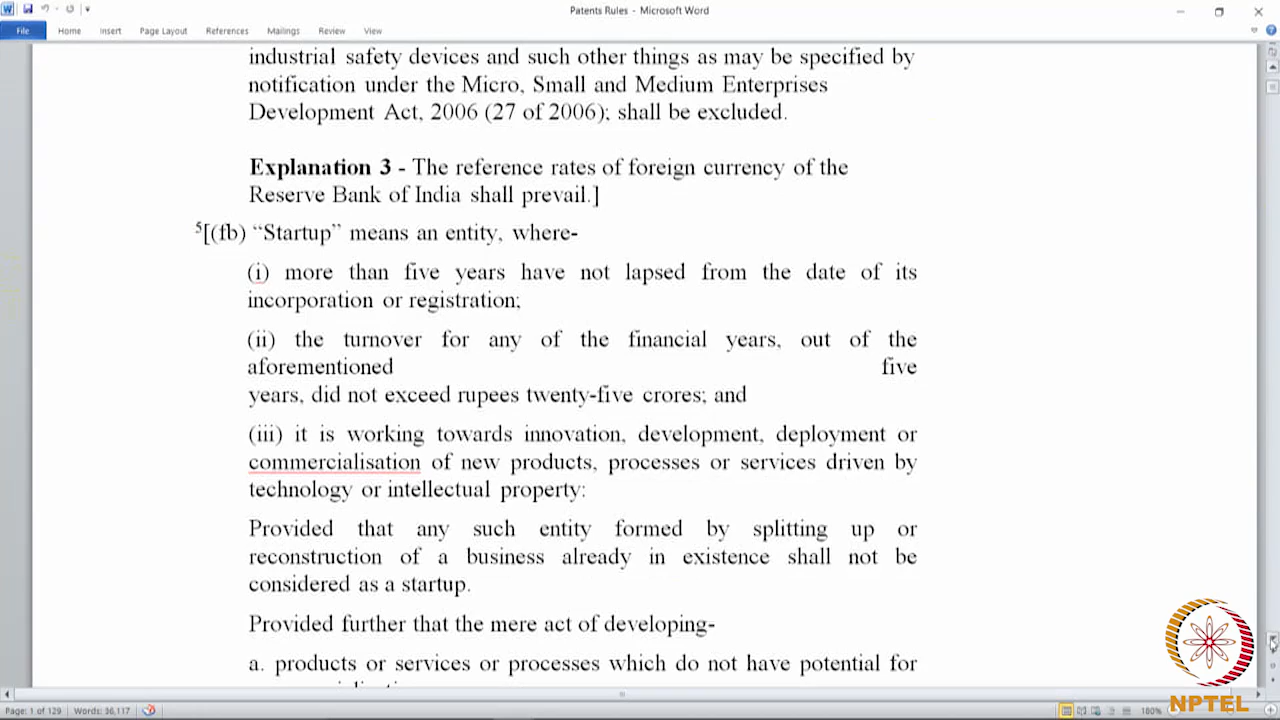 Patents Rules - Microsoft Word
File Home Insert Page Layout References Mailings Review View
industrial safety devices and such other things as may be specified by
notification under the Micro, Small and Medium Enterprises
Development Act, 2006 (27 of 2006); shall be excluded.
Explanation 3 - The reference rates of foreign currency of the
Reserve Bank of India shall prevail.]
5[(fb) “Startup” means an entity, where-
(i) more than five years have not lapsed from the date of its
incorporation or registration;
(ii) the turnover for any of the financial years, out of the
aforementioned five
years, did not exceed rupees twenty-five crores; and
(iii) it is working towards innovation, development, deployment or
commercialisation of new products, processes or services driven by
technology or intellectual property:
Provided that any such entity formed by splitting up or
reconstruction of a business already in existence shall not be
considered as a startup.
Provided further that the mere act of developing-
a. products or services or processes which do not have potential for
NPTEL
Page: 1 of 129 Words: 36,117 180%